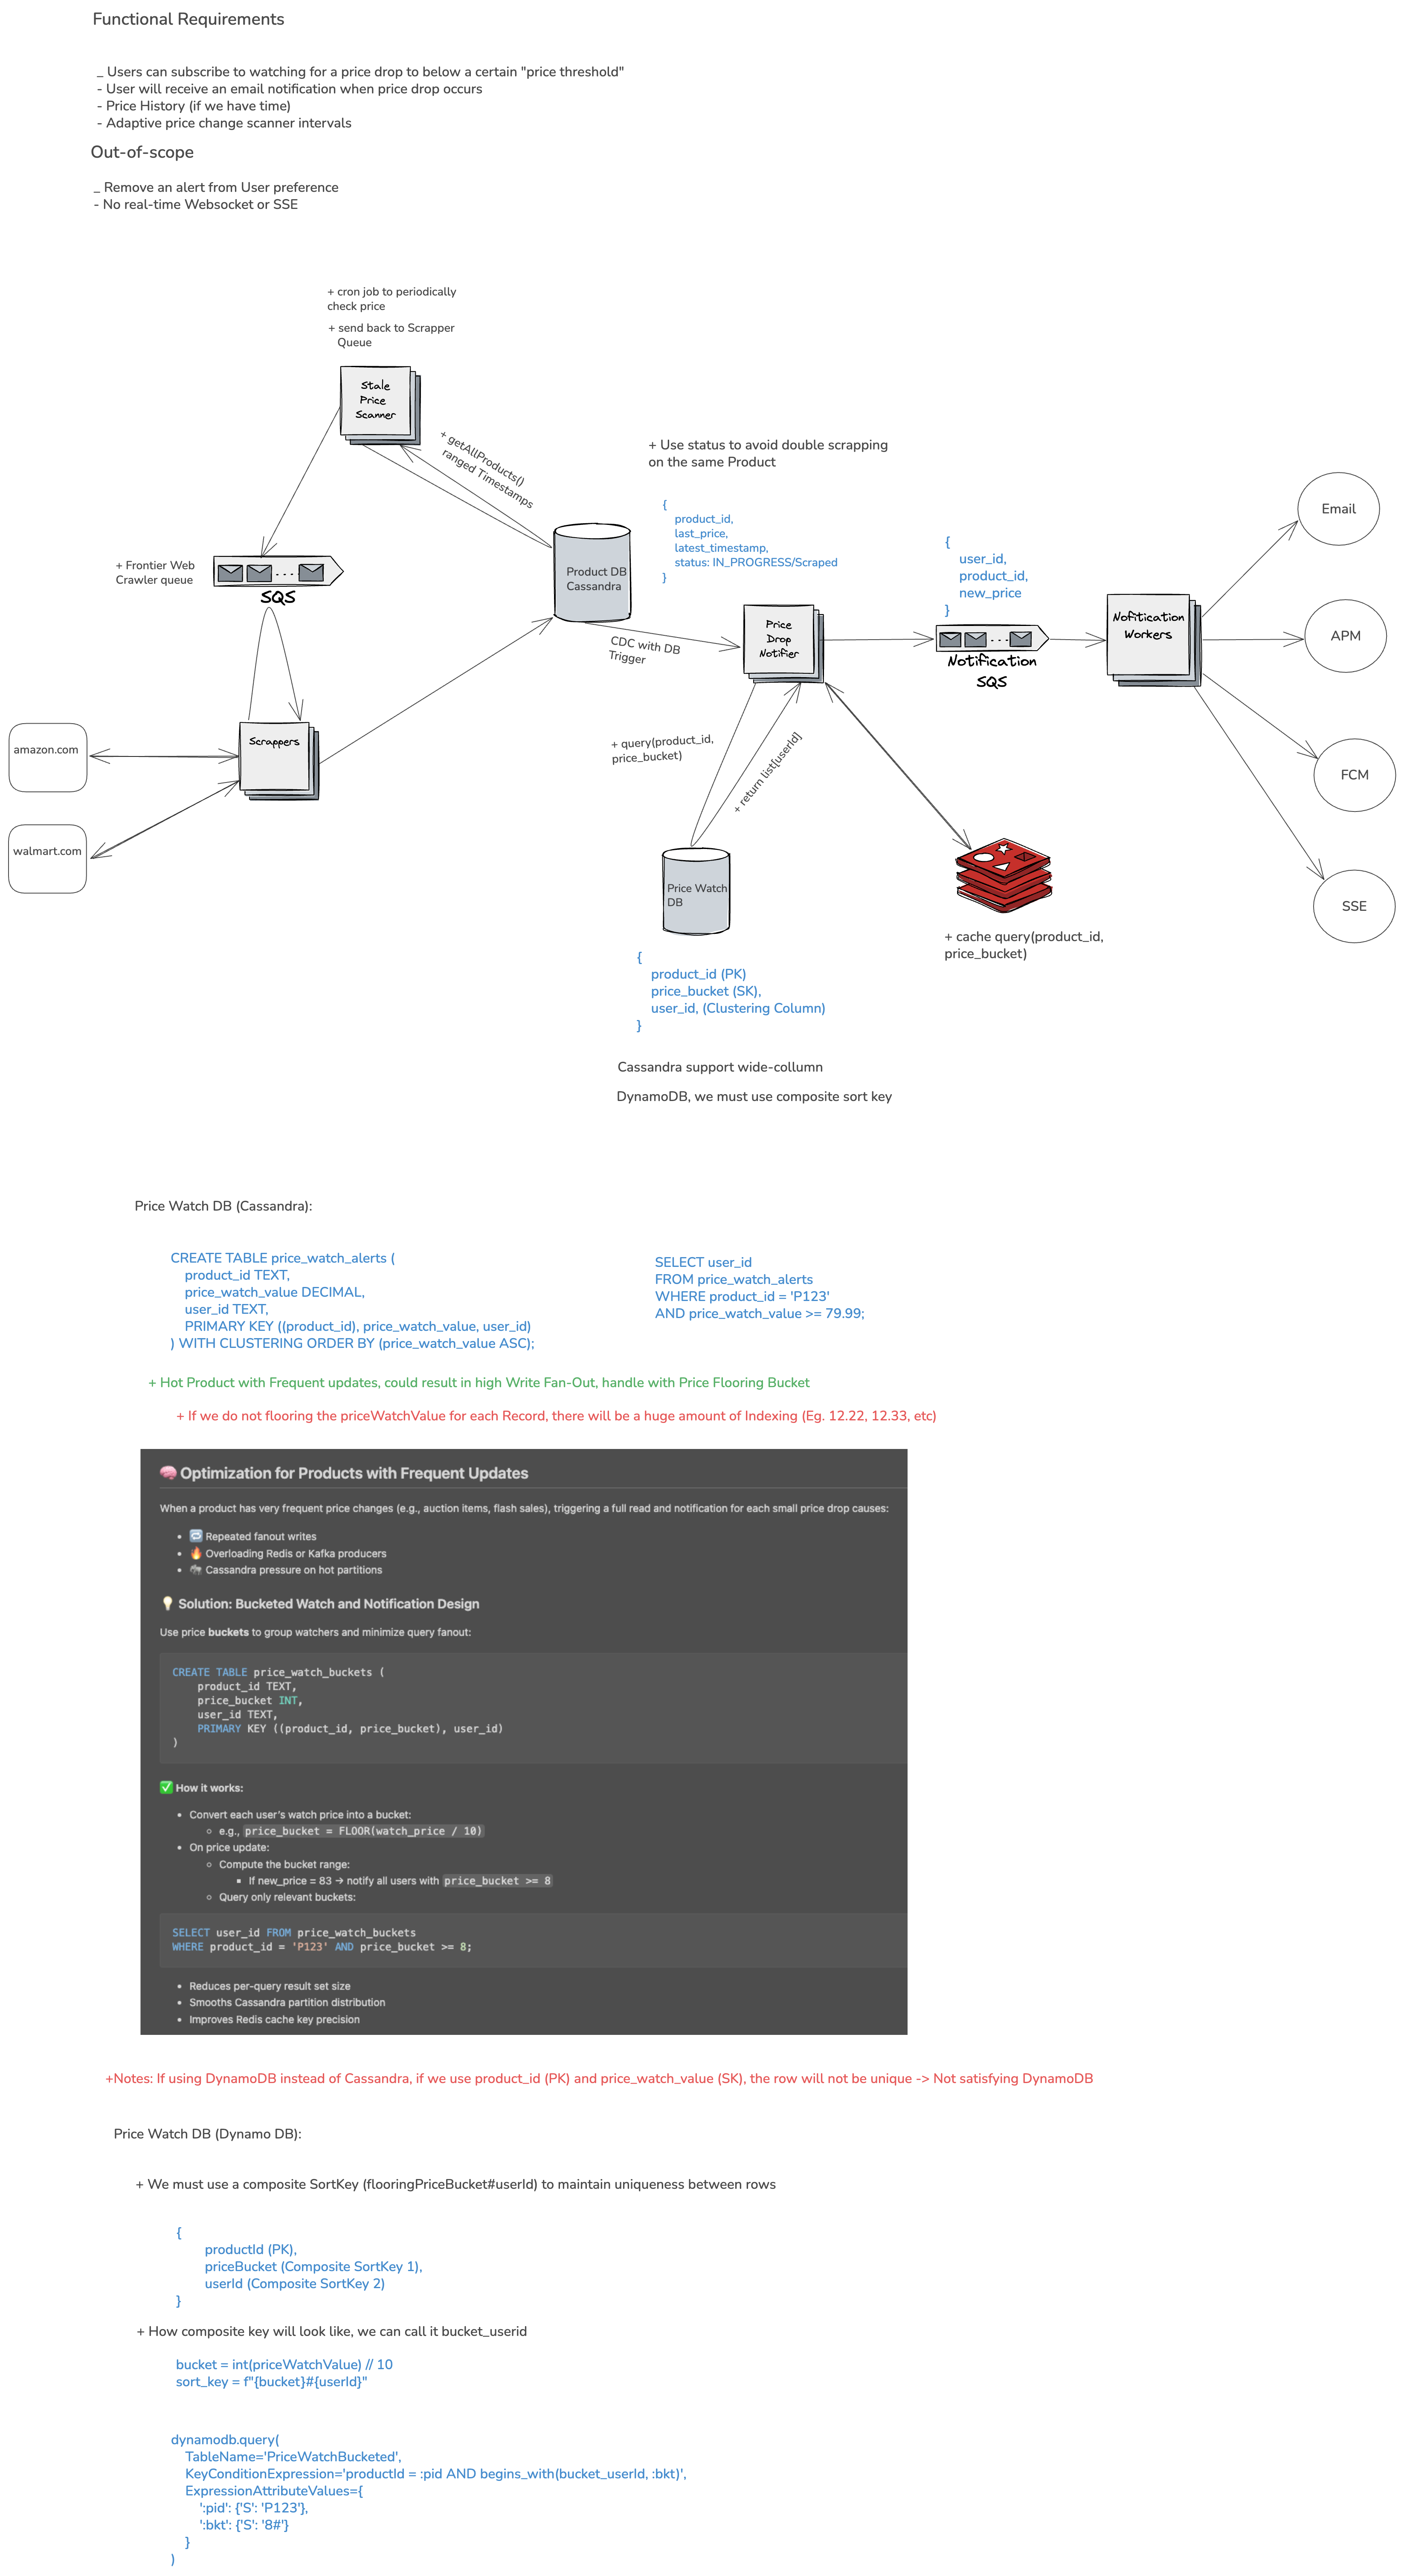 Functional Requirements
_ Users can subscribe to watching for a price drop to below a certain "price threshold"
- User will receive an email notification when price drop occurs
- Price History (if we have time)
- Adaptive price change scanner intervals
Out-of-scope
_ Remove an alert from User preference
- No real-time Websocket or SSE
+ cron job to periodically
check price
+ send back to Scrapper
Queue
Stale
Price
Scanner
+ getAllProducts()
ranged Timestamps
+ Use status to avoid double scrapping
on the same Product
{
product_id,
last_price,
latest_timestamp,
status: IN_PROGRESS/Scraped
}
+ Frontier Web
Crawler queue
SQS
Product DB
Cassandra
CDC with DB
Trigger
Price
Drop
Notifier
{
user_id,
product_id,
new_price
}
Notification
SQS
Nofitication
Workers
Email
APM
FCM
SSE
amazon.com
walmart.com
Scrappers
+ query(product_id,
price_bucket)
+ return list[userId]
Price Watch
DB
{
product_id (PK)
price_bucket (SK),
user_id, (Clustering Column)
}
+ cache query(product_id,
price_bucket)
Cassandra support wide-collumn
DynamoDB, we must use composite sort key
Price Watch DB (Cassandra):
CREATE TABLE price_watch_alerts (
product_id TEXT,
price_watch_value DECIMAL,
user_id TEXT,
PRIMARY KEY ((product_id), price_watch_value, user_id)
) WITH CLUSTERING ORDER BY (price_watch_value ASC);
SELECT user_id
FROM price_watch_alerts
WHERE product_id = 'P123'
AND price_watch_value >= 79.99;
+ Hot Product with Frequent updates, could result in high Write Fan-Out, handle with Price Flooring Bucket
+ If we do not flooring the priceWatchValue for each Record, there will be a huge amount of Indexing (Eg. 12.22, 12.33, etc)
🧠 Optimization for Products with Frequent Updates
When a product has very frequent price changes (e.g., auction items, flash sales), triggering a full read and notification for each small price drop causes:
• 🔁 Repeated fanout writes
• 🔥 Overloading Redis or Kafka producers
• 🐘 Cassandra pressure on hot partitions
💡 Solution: Bucketed Watch and Notification Design
Use price buckets to group watchers and minimize query fanout:
CREATE TABLE price_watch_buckets (
product_id TEXT,
price_bucket INT,
user_id TEXT,
PRIMARY KEY ((product_id, price_bucket), user_id)
)
✅ How it works:
• Convert each user's watch price into a bucket:
◦ e.g., price_bucket = FLOOR(watch_price / 10)
• On price update:
◦ Compute the bucket range:
▪ If new_price = 83 → notify all users with price_bucket >= 8
◦ Query only relevant buckets:
SELECT user_id FROM price_watch_buckets
WHERE product_id = 'P123' AND price_bucket >= 8;
• Reduces per-query result set size
• Smooths Cassandra partition distribution
• Improves Redis cache key precision
+Notes: If using DynamoDB instead of Cassandra, if we use product_id (PK) and price_watch_value (SK), the row will not be unique -> Not satisfying DynamoDB
Price Watch DB (Dynamo DB):
+ We must use a composite SortKey (flooringPriceBucket#userId) to maintain uniqueness between rows
{
productId (PK),
priceBucket (Composite SortKey 1),
userId (Composite SortKey 2)
}
+ How composite key will look like, we can call it bucket_userid
bucket = int(priceWatchValue) // 10
sort_key = f"{bucket}#{userId}"
dynamodb.query(
TableName='PriceWatchBucketed',
KeyConditionExpression='productId = :pid AND begins_with(bucket_userId, :bkt)',
ExpressionAttributeValues={
':pid': {'S': 'P123'},
':bkt': {'S': '8#'}
}
)